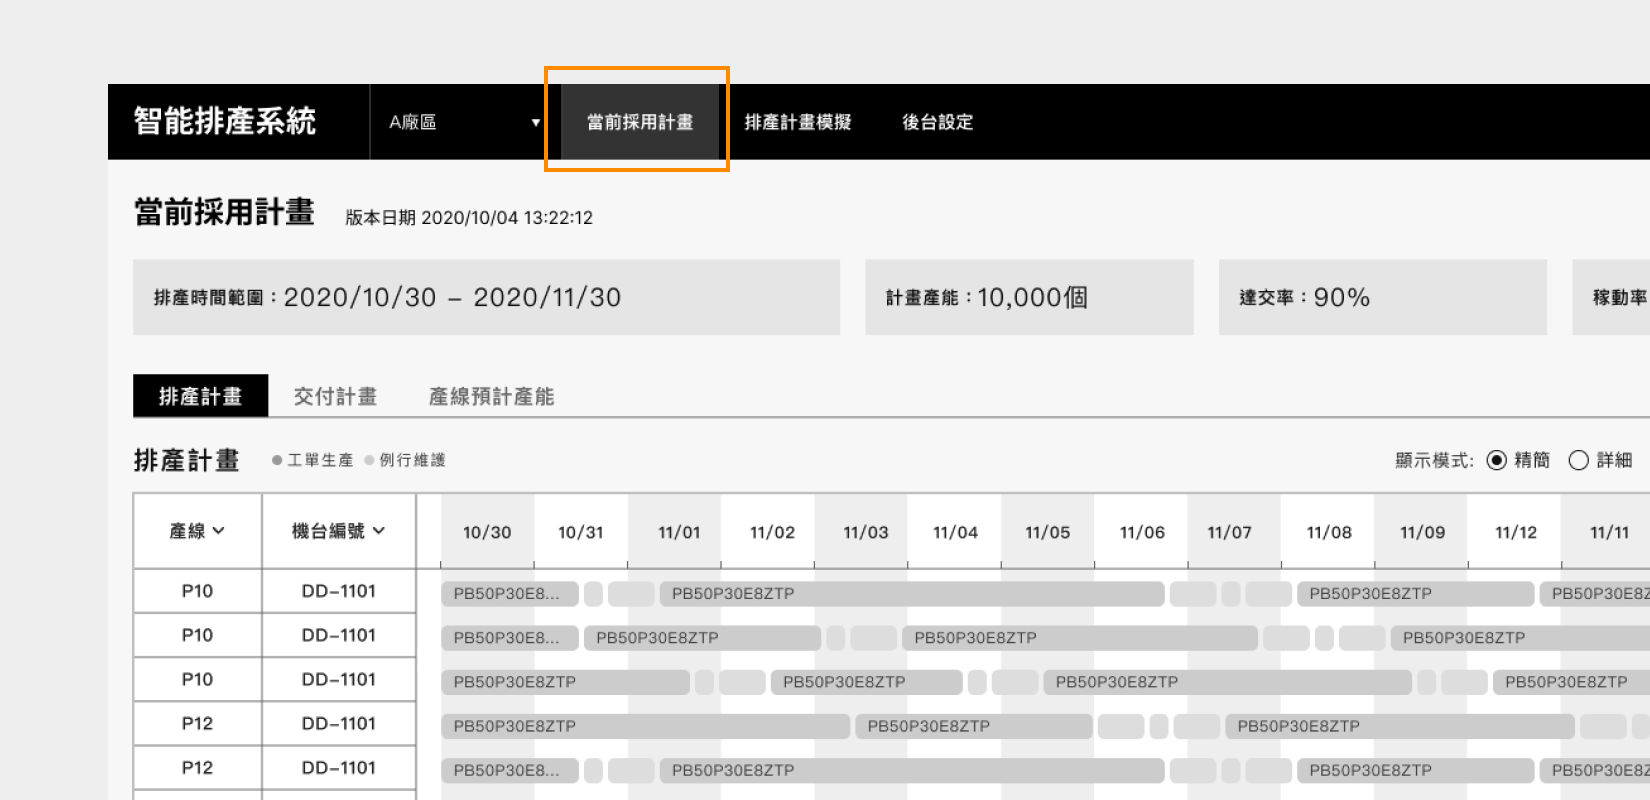 智能排產系統 A廠區 ▼ 當前採用計畫 排產計畫模擬 後台設定
當前採用計畫 版本日期 2020/10/04 13:22:12
排產時間範圍：2020/10/30 – 2020/11/30 計畫產能：10,000個 達交率：90% 稼動率
排產計畫 交付計畫 產線預計產能
排產計畫 ●工單生產 ●例行維護 顯示模式: 精簡 詳細
產線 機台編號 10/30 10/31 11/01 11/02 11/03 11/04 11/05 11/06 11/07 11/08 11/09 11/12 11/11
P10 DD–1101 PB50P30E8... PB50P30E8ZTP PB50P30E8ZTP PB50P30E8Z
P10 DD–1101 PB50P30E8... PB50P30E8ZTP PB50P30E8ZTP PB50P30E8ZTP
P10 DD–1101 PB50P30E8ZTP PB50P30E8ZTP PB50P30E8ZTP PB50P30E8ZTP
P12 DD–1101 PB50P30E8ZTP PB50P30E8ZTP PB50P30E8ZTP
P12 DD–1101 PB50P30E8... PB50P30E8ZTP PB50P30E8ZTP PB50P30E8Z